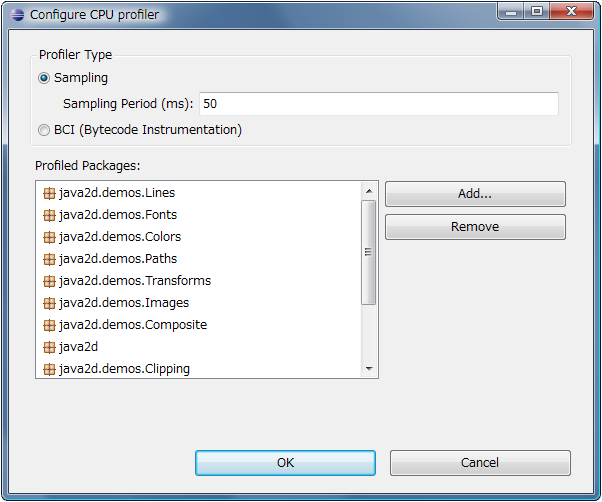 Configure CPU profiler
Profiler Type
Sampling
Sampling Period (ms): 50
BCI (Bytecode Instrumentation)
Profiled Packages:
java2d.demos.Lines
java2d.demos.Fonts
java2d.demos.Colors
java2d.demos.Paths
java2d.demos.Transforms
java2d.demos.Images
java2d.demos.Composite
java2d
java2d.demos.Clipping
Add...
Remove
OK
Cancel